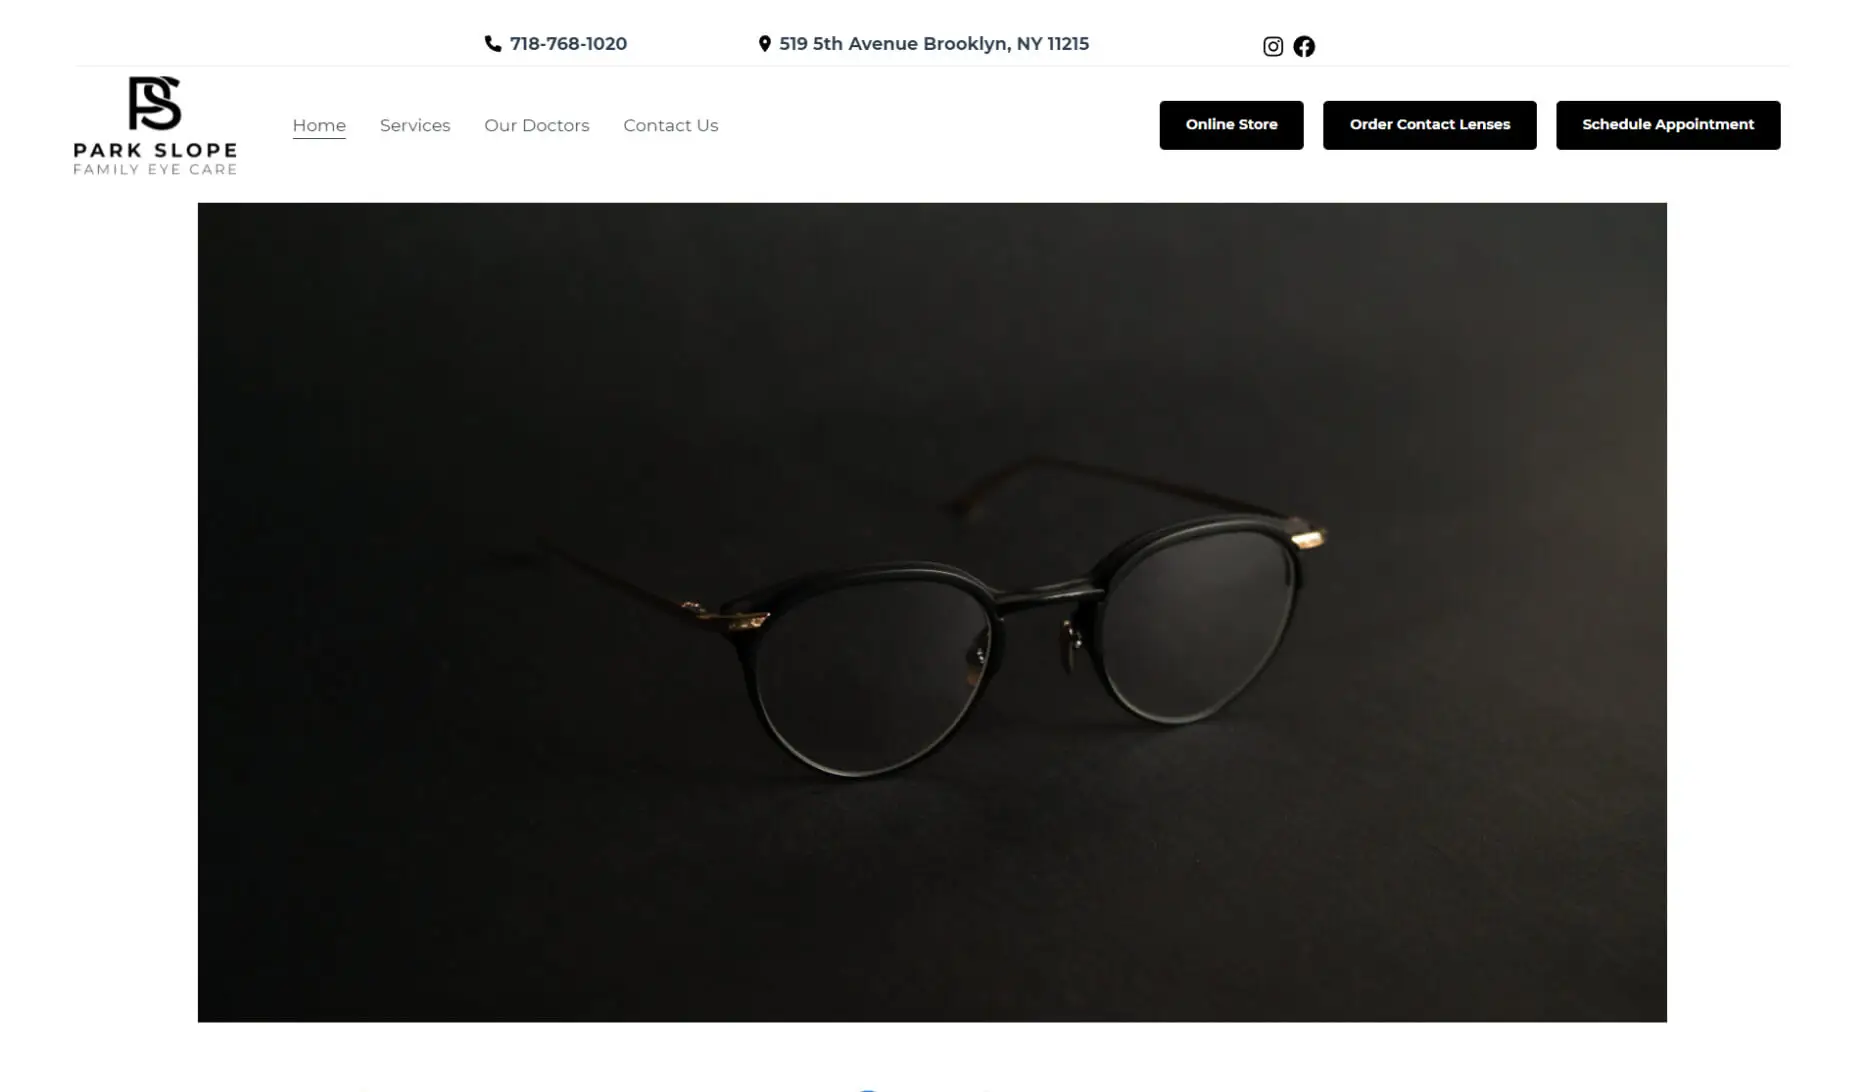 718-768-1020
519 5th Avenue Brooklyn, NY 11215
PS
PARK SLOPE
FAMILY EYE CARE
Home
Services
Our Doctors
Contact Us
Online Store
Order Contact Lenses
Schedule Appointment